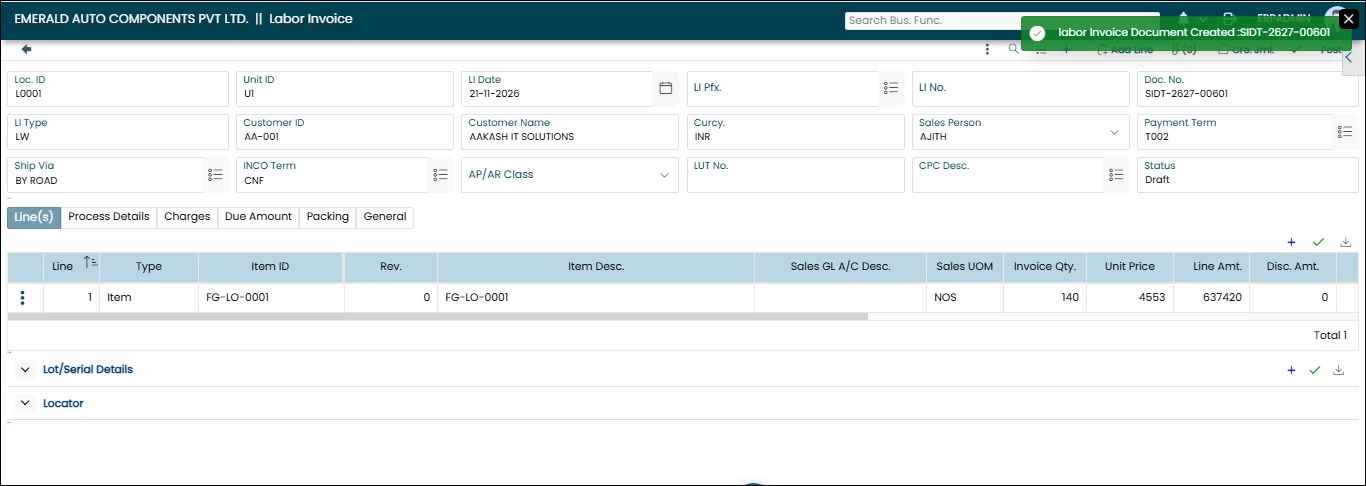 EMERALD AUTO COMPONENTS PVT LTD. || Labor Invoice
Search Bus. Func.
ERPADMIN
labor Invoice Document Created :SIDT-2627-00601
Add Line
(0)
Cre. Jrnl.
Post
Loc. ID
L0001
Unit ID
U1
LI Date
21-11-2026
LI Pfx.
LI No.
Doc. No.
SIDT-2627-00601
LI Type
LW
Customer ID
AA-001
Customer Name
AAKASH IT SOLUTIONS
Curcy.
INR
Sales Person
AJITH
Payment Term
T002
Ship Via
BY ROAD
INCO Term
CNF
AP/AR Class
LUT No.
CPC Desc.
Status
Draft
Line(s) Process Details Charges Due Amount Packing General
Line Type Item ID Rev. Item Desc. Sales GL A/C Desc. Sales UOM Invoice Qty. Unit Price Line Amt. Disc. Amt.
1 Item FG-LO-0001 0 FG-LO-0001 NOS 140 4553 637420 0
Total 1
Lot/Serial Details
Locator